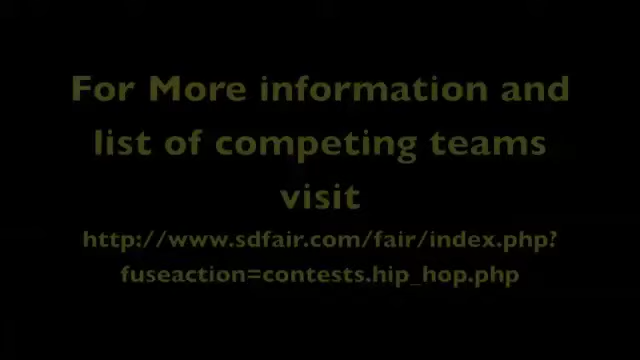 For More information and
list of competing teams
visit
http://www.sdfair.com/fair/index.php?
fuseaction=contests.hip_hop.php